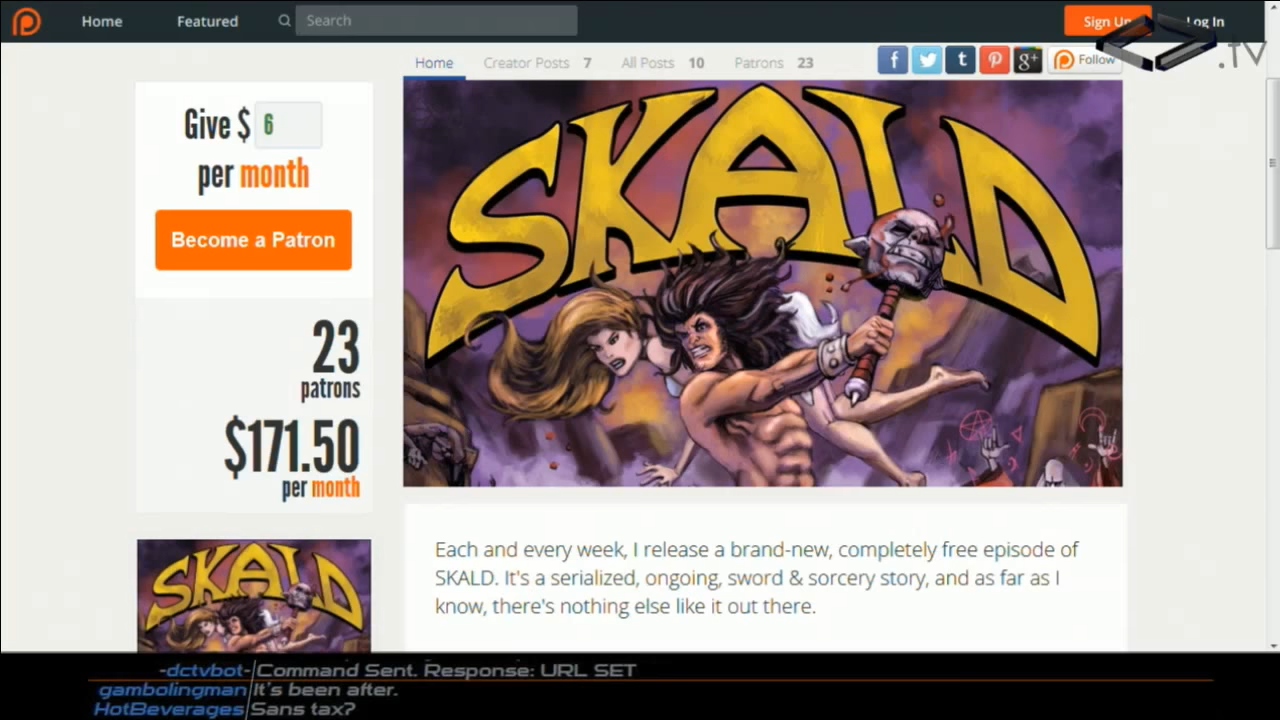 Home Featured Search Sign Up Log In
.tv
Home Creator Posts 7 All Posts 10 Patrons 23 f t g+ Follow
Give $ 6
per month
Become a Patron
23
patrons
$171.50
per month
SKALD
Each and every week, I release a brand-new, completely free episode of
SKALD. It's a serialized, ongoing, sword & sorcery story, and as far as I
know, there's nothing else like it out there.
SKALD
-dctvbot- Command Sent. Response: URL SET
gambolingman It's been after.
HotBeverages Sans tax?